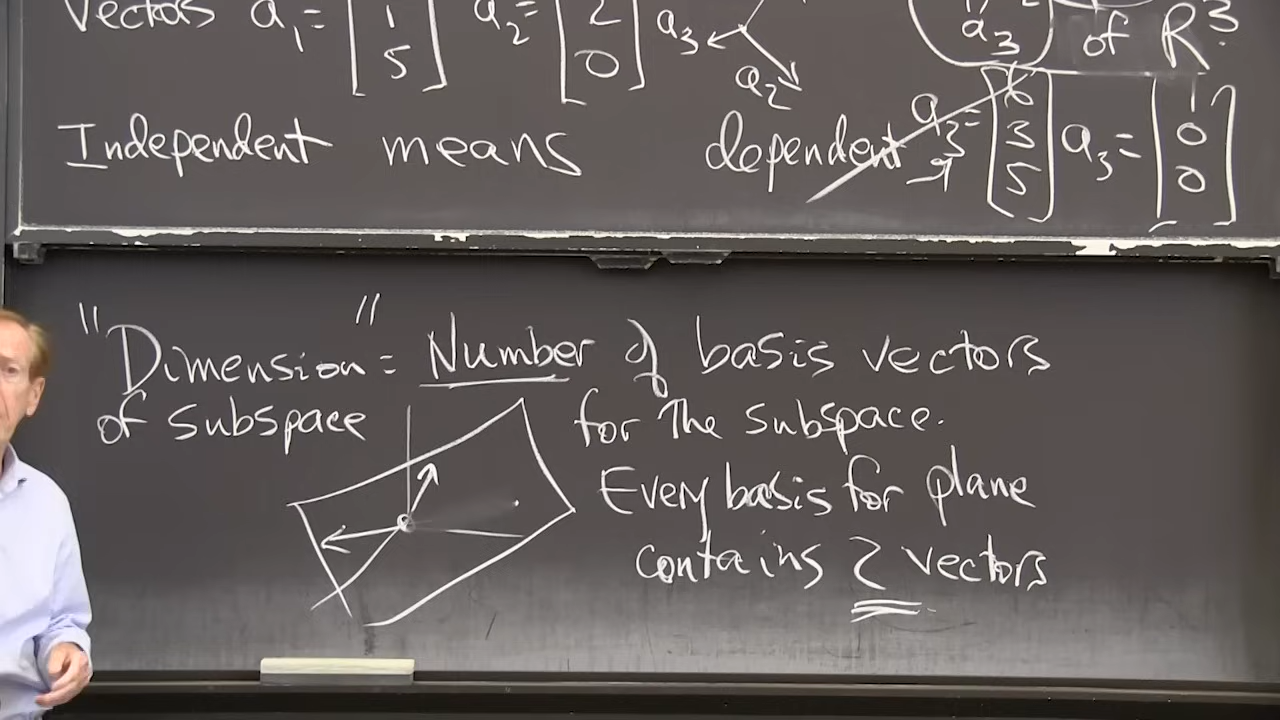 Vectors a1 = [1 5] a2 = [2 0] a3 a2 a3 of R3
Independent means dependent a3 = [6 3 5] a3 = [1 0 0]
"Dimension" = Number of basis vectors
of subspace for the subspace.
Every basis for plane
contains 2 vectors